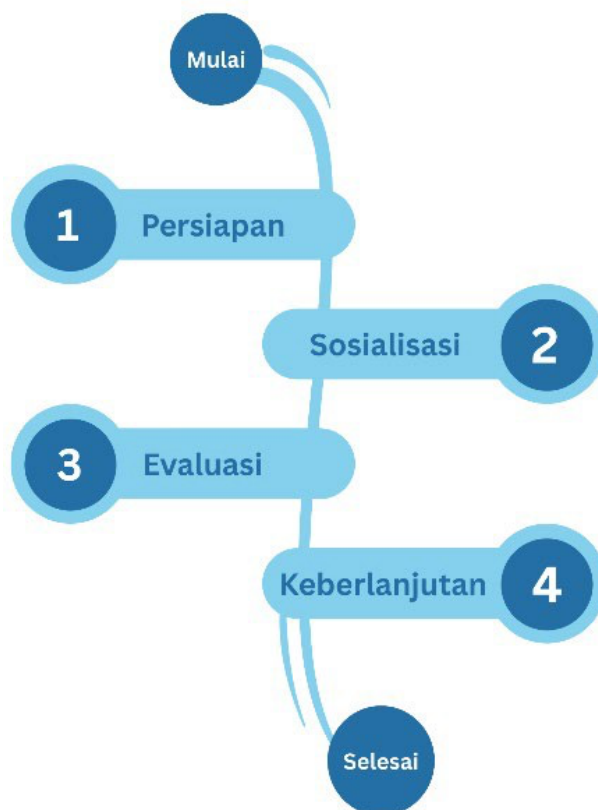 Mulai
1 Persiapan
Sosialisasi 2
3 Evaluasi
Keberlanjutan 4
Selesai